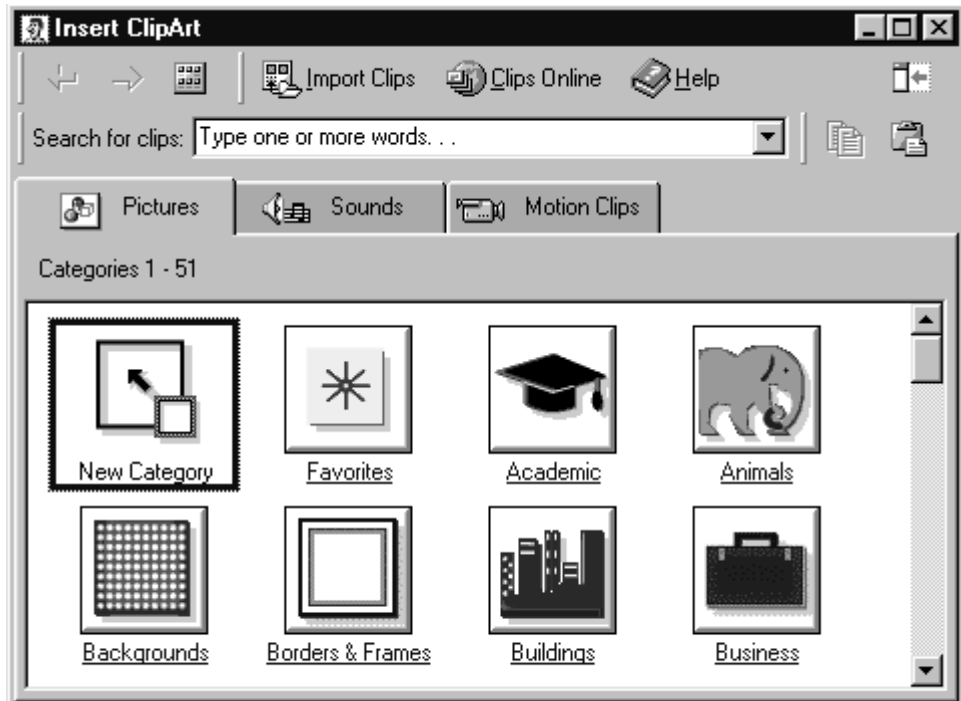 Insert ClipArt
Import Clips Clips Online Help
Search for clips: Type one or more words. . .
Pictures Sounds Motion Clips
Categories 1 - 51
New Category Favorites Academic Animals
Backgrounds Borders & Frames Buildings Business